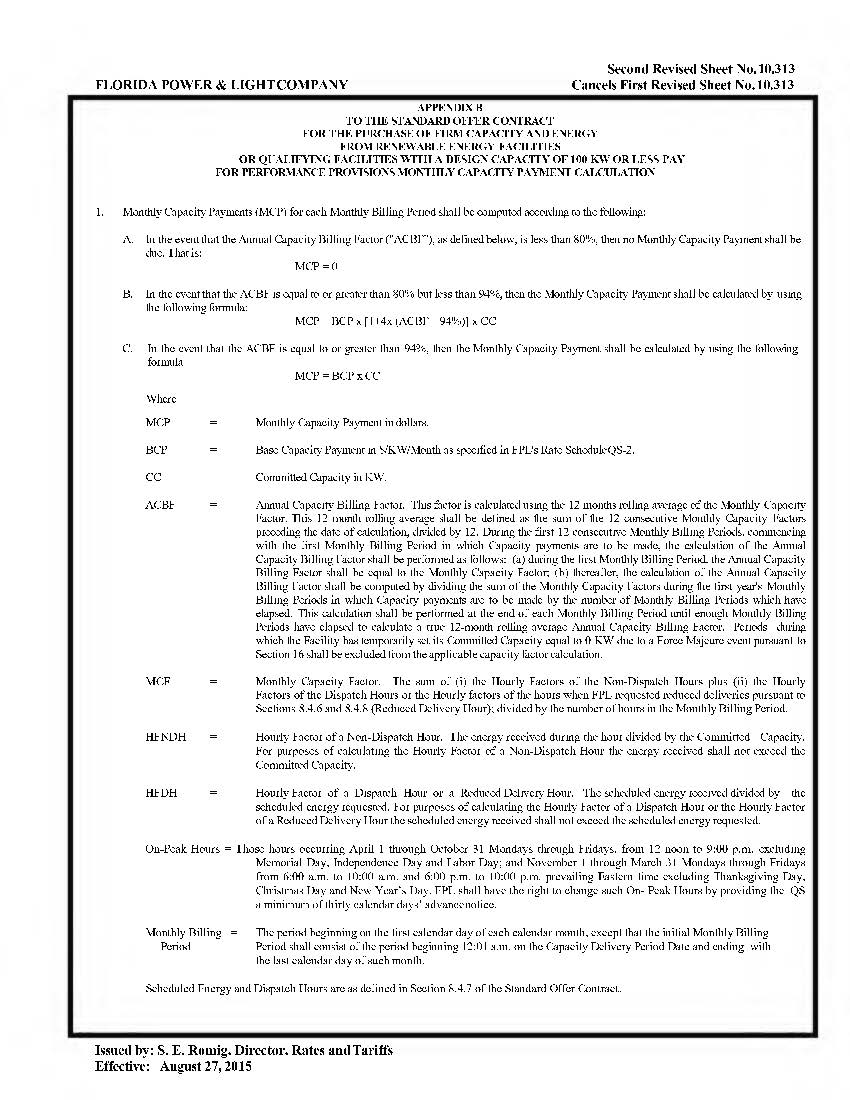 Second Revised Sheet No. 10.313
FLORIDA POWER & LIGHT COMPANY
Cancels First Revised Sheet No. 10.313
APPENDIX B
TO THE STANDARD OFFER CONTRACT
FOR THE PURCHASE OF FIRM CAPACITY AND ENERGY
FROM RENEWABLE ENERGY FACILITIES
OR QUALIFYING FACILITIES WITH A DESIGN CAPACITY OF 100 KW OR LESS PAY
FOR PERFORMANCE PROVISIONS MONTHLY CAPACITY PAYMENT CALCULATION
1. Monthly Capacity Payments (MCP) for each Monthly Billing Period shall be computed according to the following:
A. In the event that the Annual Capacity Billing Factor ("ACBF"), as defined below, is less than 80%, then no Monthly Capacity Payment shall be
due. That is:
MCP = 0
B. In the event that the ACBF is equal to or greater than 80% but less than 94%, then the Monthly Capacity Payment shall be calculated by using
the following formula:
MCP BCP x [1+4x (ACBF 94%)] x CC
C. In the event that the ACBF is equal to or greater than 94%, then the Monthly Capacity Payment shall be calculated by using the following
formula
MCP = BCP x CC
Where
MCP = Monthly Capacity Payment in dollars.
BCP = Base Capacity Payment in $/KW/Month as specified in FPL's Rate Schedule QS-2.
CC Committed Capacity in KW.
ACBF = Annual Capacity Billing Factor. This factor is calculated using the 12 months rolling average of the Monthly Capacity
Factor. This 12 month rolling average shall be defined as the sum of the 12 consecutive Monthly Capacity Factors
preceding the date of calculation, divided by 12. During the first 12 consecutive Monthly Billing Periods, commencing
with the first Monthly Billing Period in which Capacity payments are to be made, the calculation of the Annual
Capacity Billing Factor shall be performed as follows: (a) during the first Monthly Billing Period, the Annual Capacity
Billing Factor shall be equal to the Monthly Capacity Factor; (b) thereafter, the calculation of the Annual Capacity
Billing Factor shall be computed by dividing the sum of the Monthly Capacity Factors during the first year's Monthly
Billing Periods in which Capacity payments are to be made by the number of Monthly Billing Periods which have
elapsed. This calculation shall be performed at the end of each Monthly Billing Period until enough Monthly Billing
Periods have elapsed to calculate a true 12-month rolling average Annual Capacity Billing Factor. Periods during
which the Facility has temporarily set its Committed Capacity equal to 0 KW due to a Force Majeure event pursuant to
Section 16 shall be excluded from the applicable capacity factor calculation.
MCF = Monthly Capacity Factor. The sum of (i) the Hourly Factors of the Non-Dispatch Hours plus (ii) the Hourly
Factors of the Dispatch Hours or the Hourly factors of the hours when FPL requested reduced deliveries pursuant to
Sections 8.4.6 and 8.4.8 (Reduced Delivery Hour); divided by the number of hours in the Monthly Billing Period.
HFNDH = Hourly Factor of a Non-Dispatch Hour. The energy received during the hour divided by the Committed Capacity.
For purposes of calculating the Hourly Factor of a Non-Dispatch Hour the energy received shall not exceed the
Committed Capacity.
HFDH = Hourly Factor of a Dispatch Hour or a Reduced Delivery Hour. The scheduled energy received divided by the
scheduled energy requested. For purposes of calculating the Hourly Factor of a Dispatch Hour or the Hourly Factor
of a Reduced Delivery Hour the scheduled energy received shall not exceed the scheduled energy requested.
On-Peak Hours = Those hours occurring April 1 through October 31 Mondays through Fridays, from 12 noon to 9:00 p.m. excluding
Memorial Day, Independence Day and Labor Day; and November 1 through March 31 Mondays through Fridays
from 6:00 a.m. to 10:00 a.m. and 6:00 p.m. to 10:00 p.m. prevailing Eastern time excluding Thanksgiving Day,
Christmas Day and New Year's Day. FPL shall have the right to change such On- Peak Hours by providing the QS
a minimum of thirty calendar days' advance notice.
Monthly Billing = The period beginning on the first calendar day of each calendar month, except that the initial Monthly Billing
Period Period shall consist of the period beginning 12:01 a.m. on the Capacity Delivery Period Date and ending with
the last calendar day of such month.
Scheduled Energy and Dispatch Hours are as defined in Section 8.4.7 of the Standard Offer Contract.
Issued by: S. E. Romig, Director, Rates and Tariffs
Effective: August 27, 2015